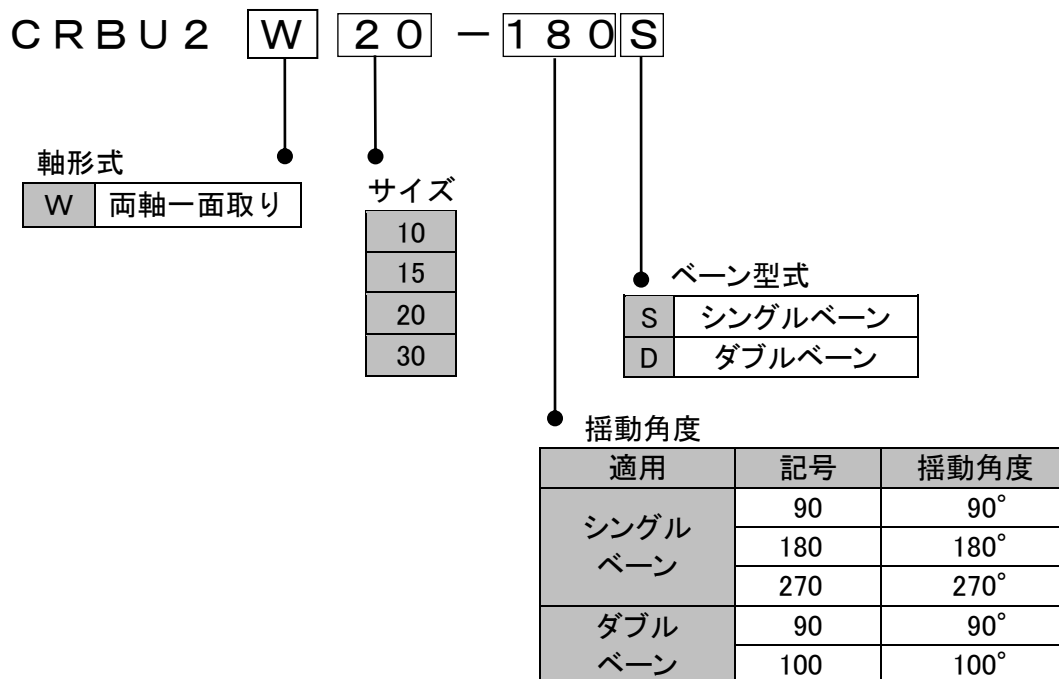 ＣＲＢＵ２ Ｗ ２０ －１８０Ｓ
軸形式
W 両軸一面取り
サイズ
10
15
20
30
ベーン型式
S シングルベーン
D ダブルベーン
揺動角度
適用 記号 揺動角度
シングル
ベーン
90 90°
180 180°
270 270°
ダブル
ベーン
90 90°
100 100°